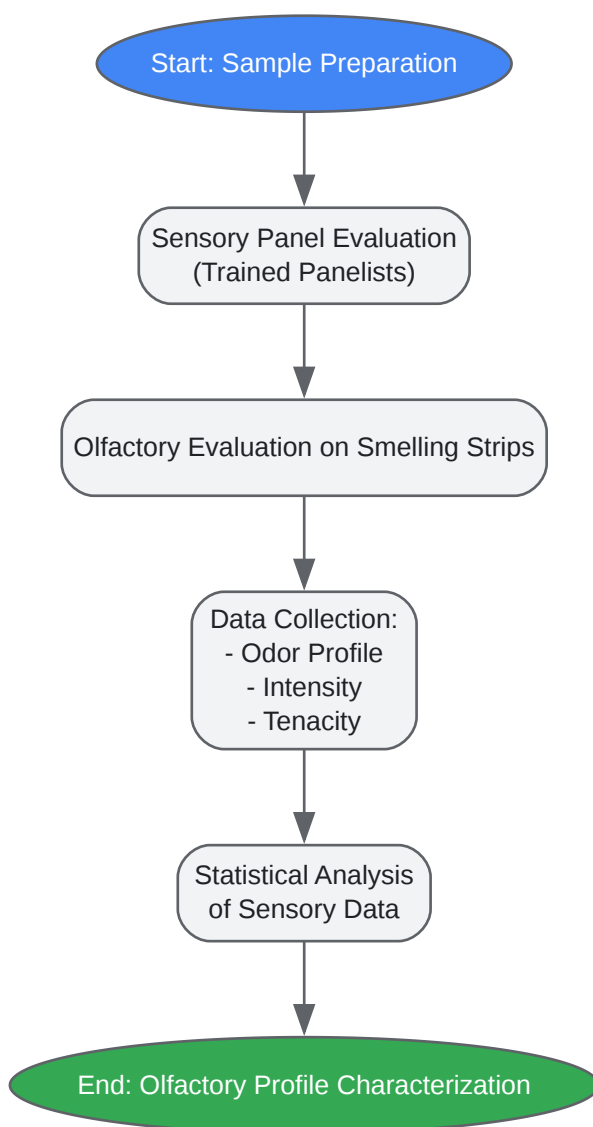 Start: Sample Preparation
Sensory Panel Evaluation
(Trained Panelists)
Olfactory Evaluation on Smelling Strips
Data Collection:
- Odor Profile
- Intensity
- Tenacity
Statistical Analysis
of Sensory Data
End: Olfactory Profile Characterization